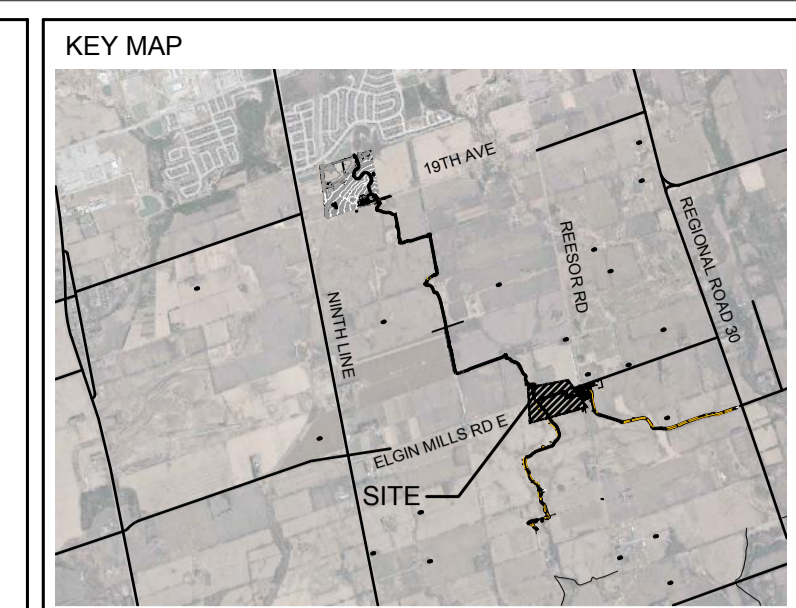 KEY MAP
19TH AVE
REESOR RD
REGIONAL ROAD 30
NINTH LINE
ELGIN MILLS RD E
SITE